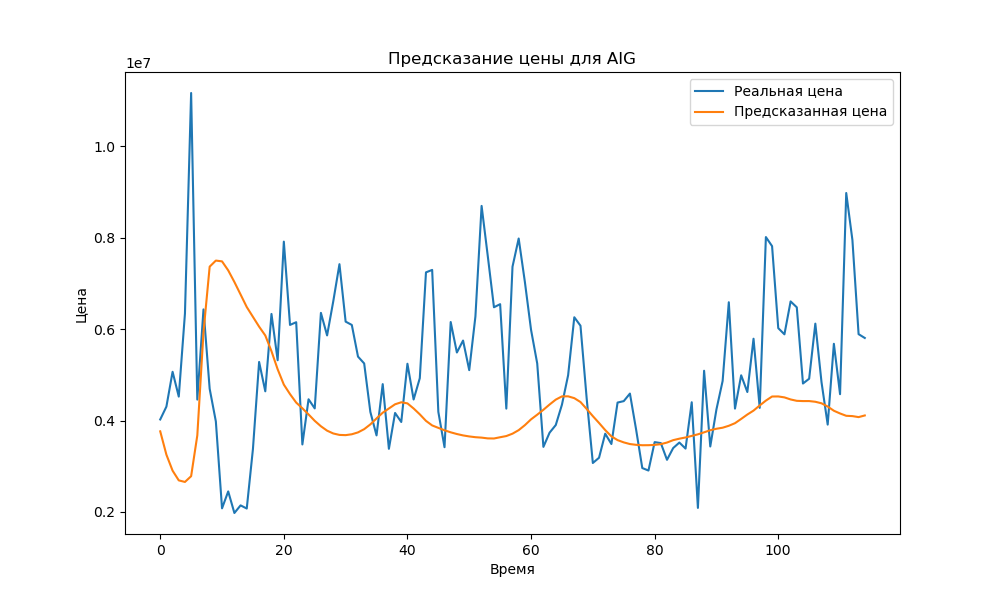 Предсказание цены для AIG
1e7
Реальная цена
Предсказанная цена
1.0
0.8
0.6
0.4
0.2
Цена
0 20 40 60 80 100
Время